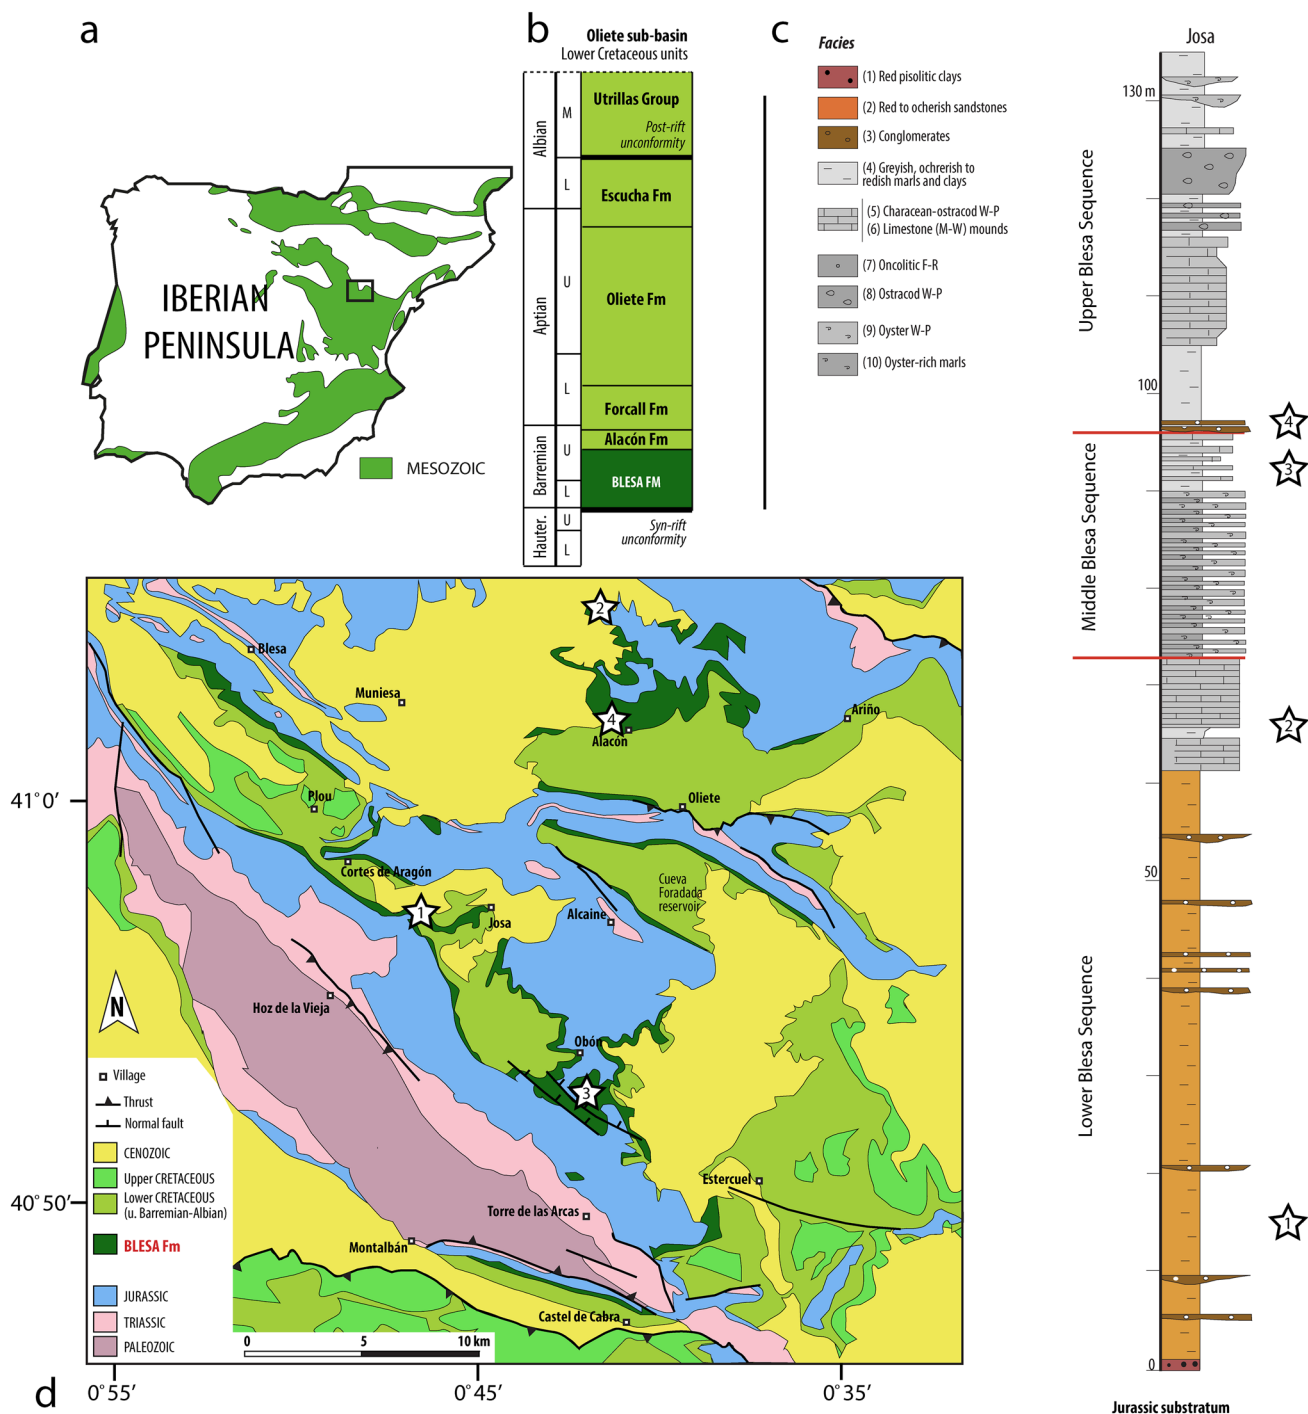 a
IBERIAN
PENINSULA
MESOZOIC
b
Oliete sub-basin
Lower Cretaceous units
Albian
M
L
Aptian
U
L
Barremian
U
L
Hauter.
U
L
Utrillas Group
Post-rift
unconformity
Escucha Fm
Oliete Fm
Forcall Fm
Alacón Fm
BLESA FM
Syn-rift
unconformity
c
Facies
(1) Red pisolitic clays
(2) Red to ocherish sandstones
(3) Conglomerates
(4) Greyish, ochrerish to
redish marls and clays
(5) Characean-ostracod W-P
(6) Limestone (M-W) mounds
(7) Oncolitic F-R
(8) Ostracod W-P
(9) Oyster W-P
(10) Oyster-rich marls
Josa
130 m
100
50
0
Upper Blesa Sequence
Middle Blesa Sequence
Lower Blesa Sequence
4
3
2
1
Jurassic substratum
d
2
Blesa
Muniesa
4
Alacón
Ariño
Plou
Oliete
Cortes de Aragón
Cueva
Foradada
reservoir
1
Josa
Alcaine
Hoz de la Vieja
Obón
3
Estercuel
Torre de las Arcas
Montalbán
Castel de Cabra
N
Village
Thrust
Normal fault
CENOZOIC
Upper CRETACEOUS
Lower CRETACEOUS
(u. Barremian-Albian)
BLESA Fm
JURASSIC
TRIASSIC
PALEOZOIC
0
5
10 km
41°0′
40°50′
0°55′
0°45′
0°35′